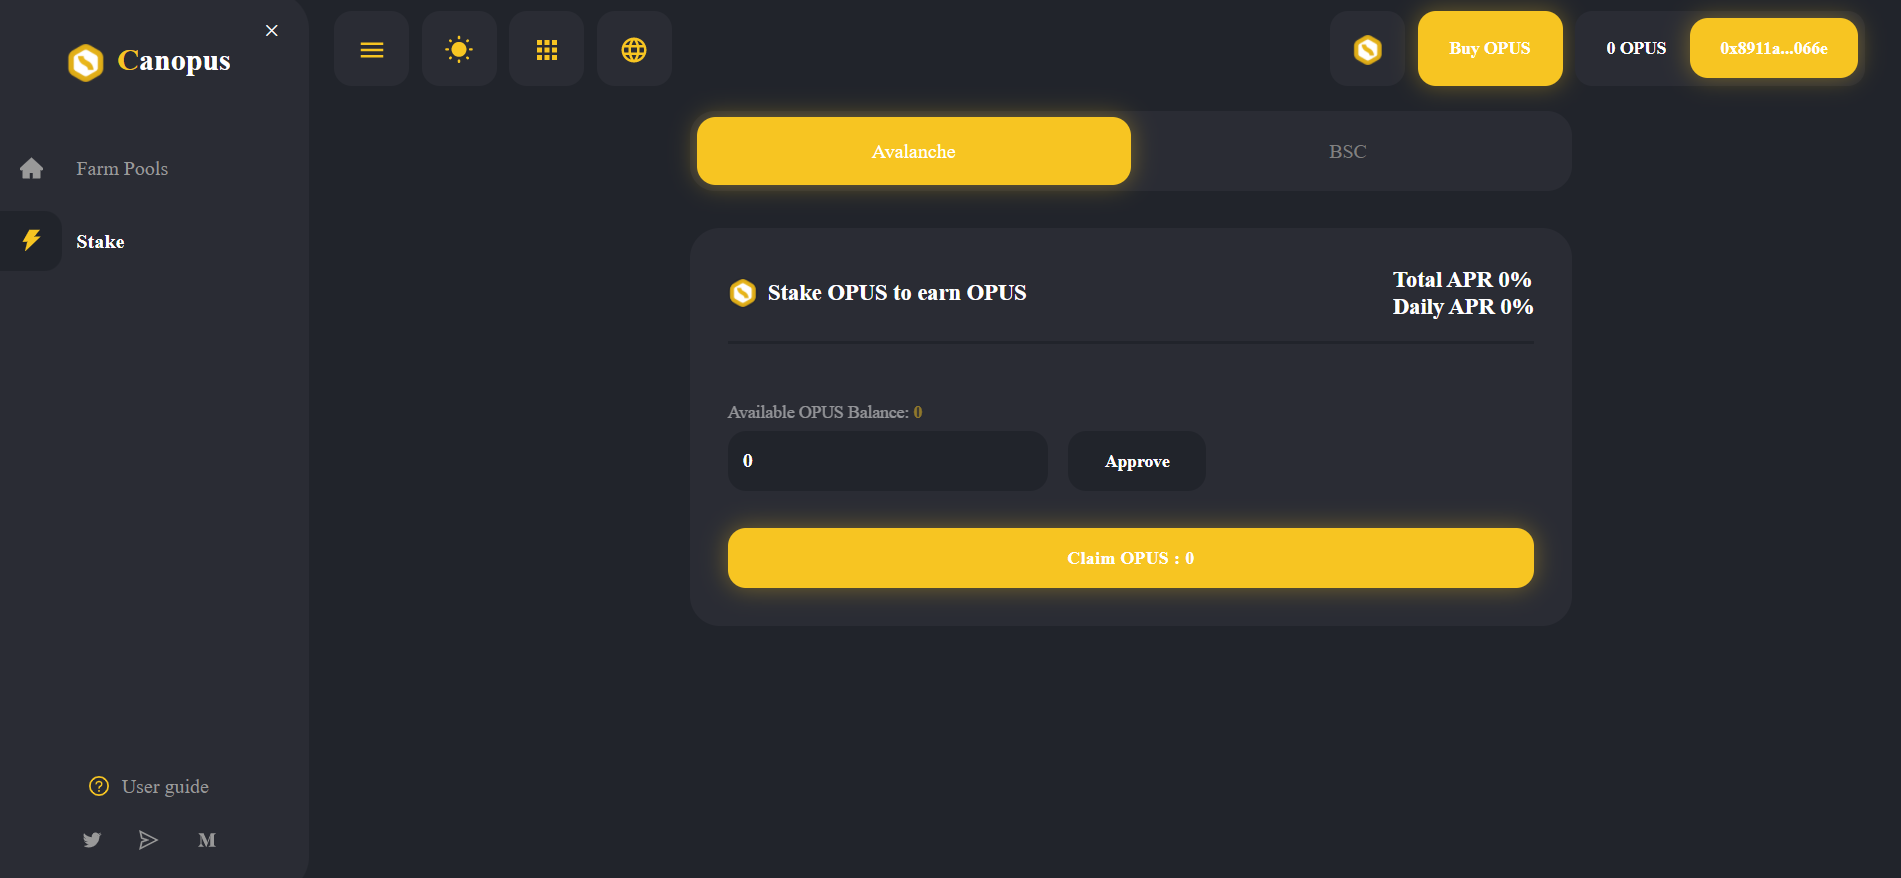 Canopus
Farm Pools
Stake
User guide
M
Buy OPUS
0 OPUS
0x8911a...066e
Avalanche
BSC
Stake OPUS to earn OPUS
Total APR 0%
Daily APR 0%
Available OPUS Balance: 0
0
Approve
Claim OPUS : 0